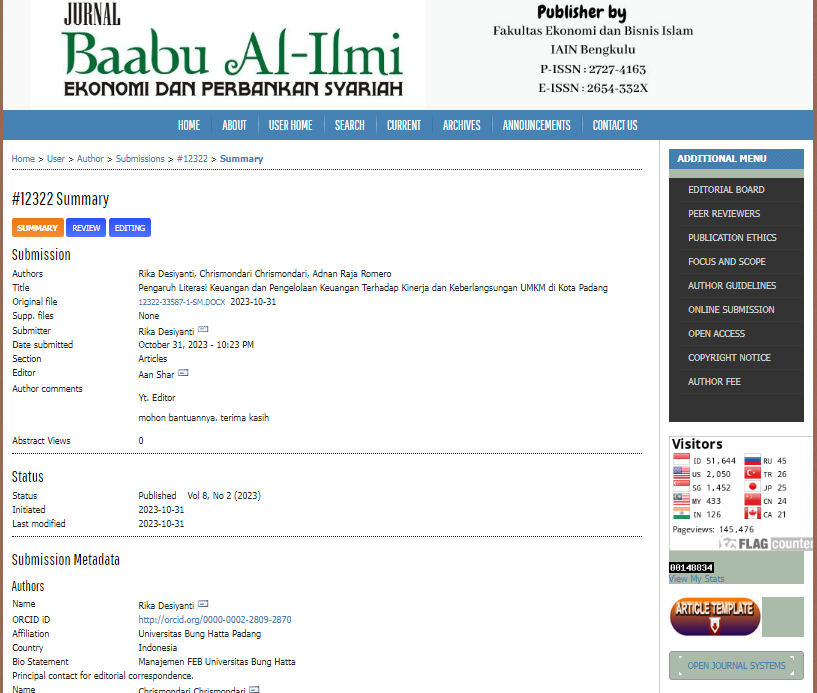 JURNAL
Baabu Al-Ilmi
EKONOMI DAN PERBANKAN SYARIAH
Publisher by
Fakultas Ekonomi dan Bisnis Islam
IAIN Bengkulu
P-ISSN : 2727-4163
E-ISSN : 2654-332X
HOME ABOUT USER HOME SEARCH CURRENT ARCHIVES ANNOUNCEMENTS CONTACT US
Home > User > Author > Submissions > #12322 > Summary
#12322 Summary
SUMMARY REVIEW EDITING
Submission
Authors Rika Desiyanti, Chrismondari Chrismondari, Adnan Raja Romero
Title Pengaruh Literasi Keuangan dan Pengelolaan Keuangan Terhadap Kinerja dan Keberlangsungan UMKM di Kota Padang
Original file 12322-33587-1-SM.DOCX 2023-10-31
Supp. files None
Submitter Rika Desiyanti
Date submitted October 31, 2023 - 10:23 PM
Section Articles
Editor Aan Shar
Author comments
Yt. Editor
mohon bantuannya. terima kasih
Abstract Views 0
Status
Status Published Vol 8, No 2 (2023)
Initiated 2023-10-31
Last modified 2023-10-31
Submission Metadata
Authors
Name Rika Desiyanti
ORCID iD http://orcid.org/0000-0002-2809-2870
Affiliation Universitas Bung Hatta Padang
Country Indonesia
Bio Statement Manajemen FEB Universitas Bung Hatta
Principal contact for editorial correspondence.
Name Chrismondari Chrismondari
ADDITIONAL MENU
EDITORIAL BOARD
PEER REVIEWERS
PUBLICATION ETHICS
FOCUS AND SCOPE
AUTHOR GUIDELINES
ONLINE SUBMISSION
OPEN ACCESS
COPYRIGHT NOTICE
AUTHOR FEE
Visitors
ID 51,644 RU 45
US 2,050 TR 26
SG 1,452 JP 25
MY 433 CN 24
IN 126 CA 21
Pageviews: 145,476
FLAG counter
00148834
View My Stats
ARTICLE TEMPLATE
OPEN JOURNAL SYSTEMS